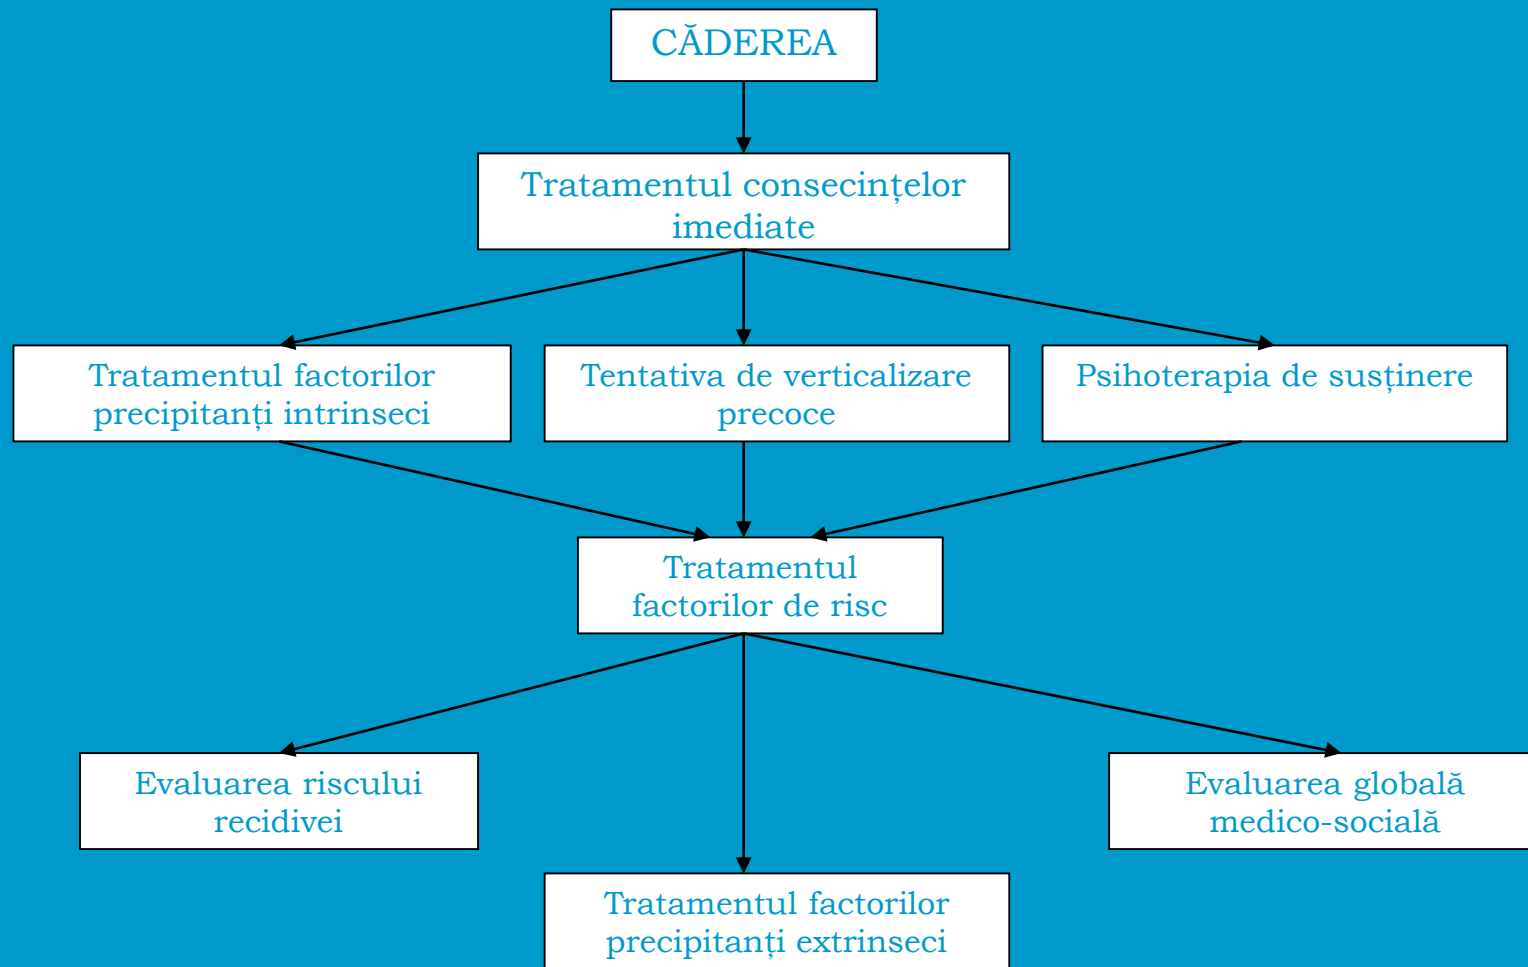 CĂDEREA
Tratamentul consecințelor
imediate
Tratamentul factorilor
precipitanți intrinseci
Tentativa de verticalizare
precoce
Psihoterapia de susținere
Tratamentul
factorilor de risc
Evaluarea riscului
recidivei
Evaluarea globală
medico-socială
Tratamentul factorilor
precipitanți extrinseci